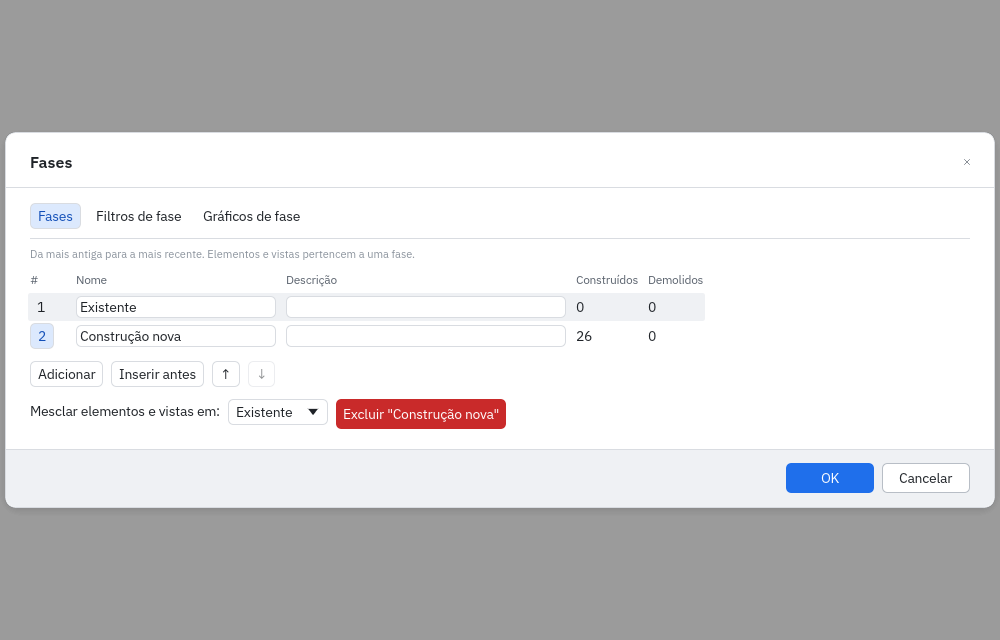 Fases
×
Fases Filtros de fase Gráficos de fase
Da mais antiga para a mais recente. Elementos e vistas pertencem a uma fase.
# Nome Descrição Construídos Demolidos
1 Existente 0 0
2 Construção nova 26 0
Adicionar Inserir antes ↑ ↓
Mesclar elementos e vistas em: Existente Excluir "Construção nova"
OK Cancelar